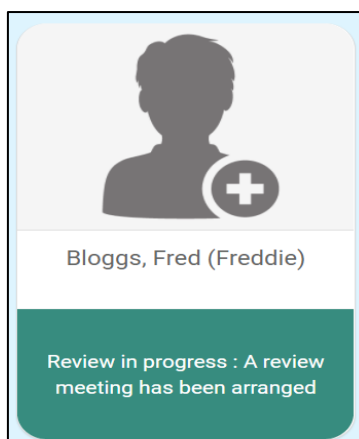 Bloggs, Fred (Freddie)
Review in progress : A review
meeting has been arranged